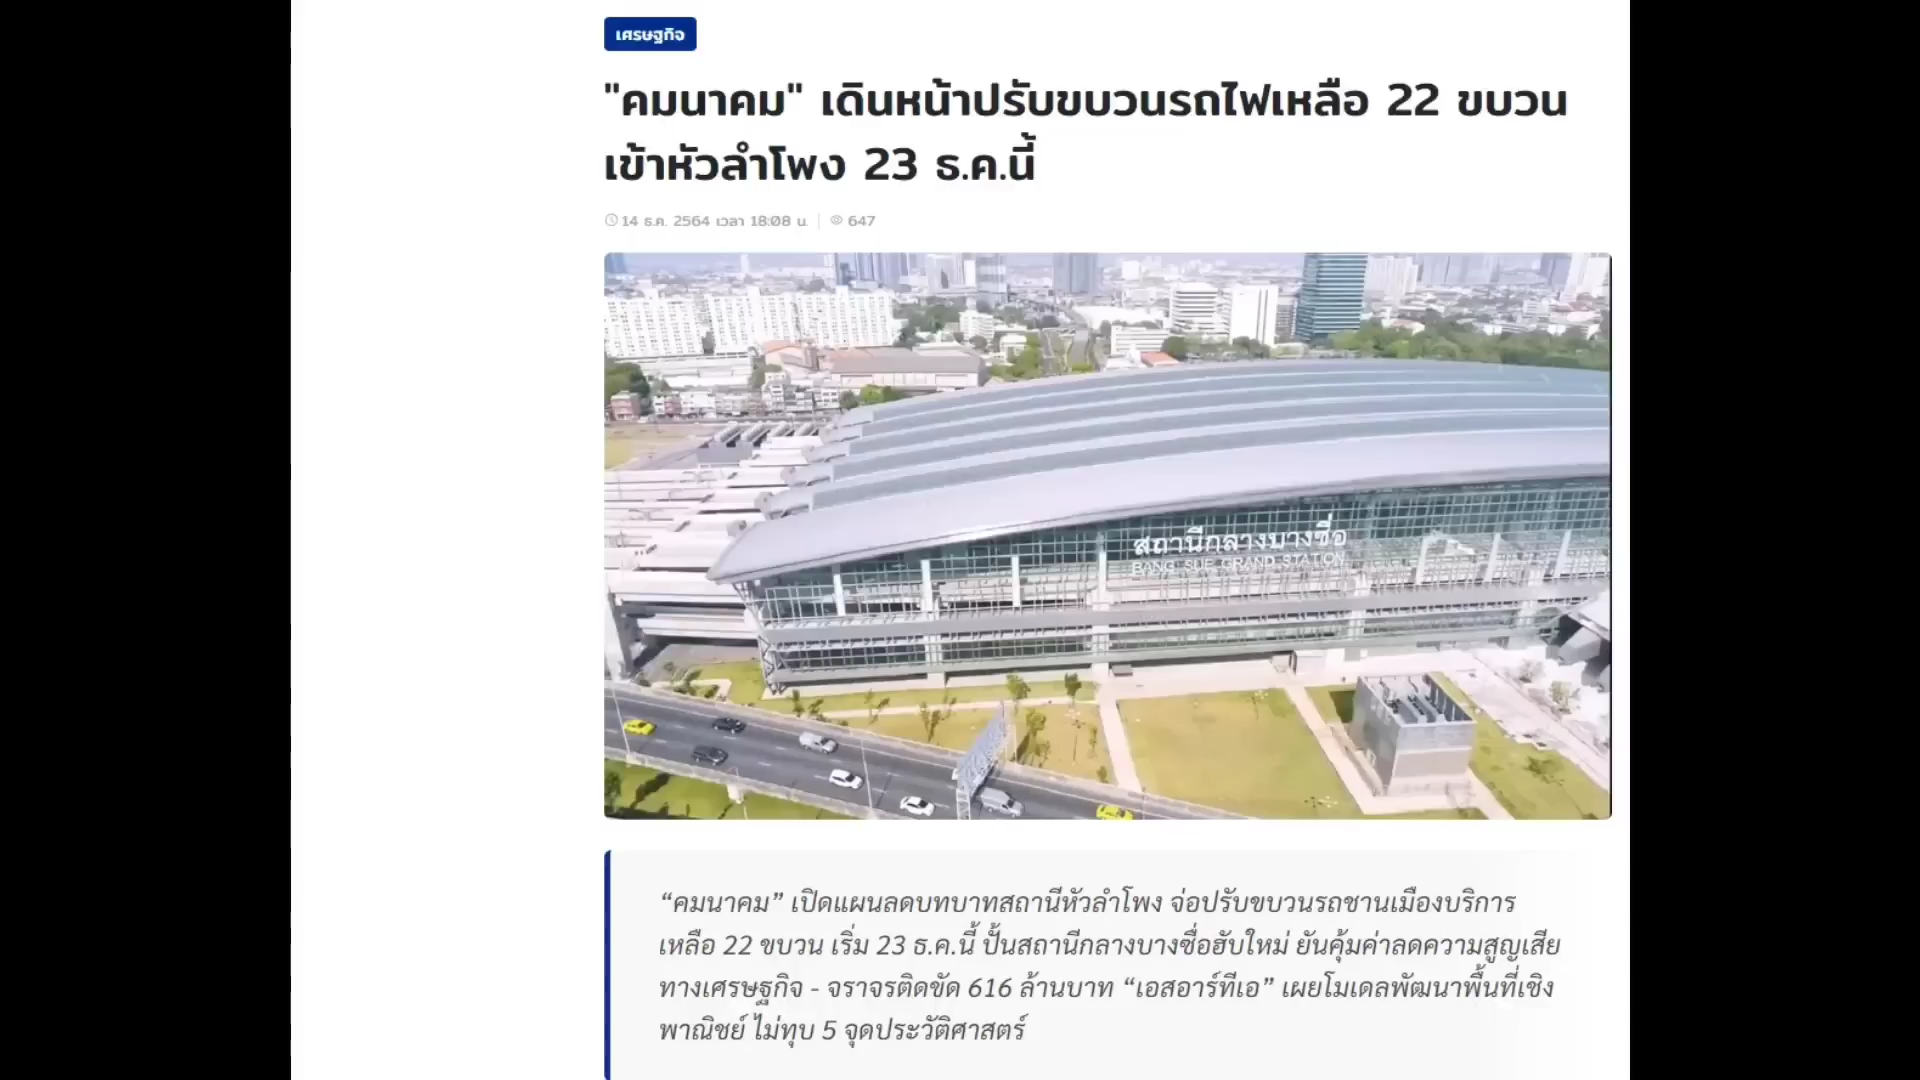 เศรษฐกิจ
"คมนาคม" เดินหน้าปรับขบวนรถไฟเหลือ 22 ขบวน
เข้าหัวลำโพง 23 ธ.ค.นี้
14 ธ.ค. 2564 เวลา 18:08 น. 647
สถานีกลางบางซื่อ
BANG SUE GRAND STATION
“คมนาคม” เปิดแผนลดบทบาทสถานีหัวลำโพง จ่อปรับขบวนรถชานเมืองบริการ
เหลือ 22 ขบวน เริ่ม 23 ธ.ค.นี้ ปั้นสถานีกลางบางซื่อฮับใหม่ ยันคุ้มค่าลดความสูญเสีย
ทางเศรษฐกิจ - จราจรติดขัด 616 ล้านบาท “เอสอาร์ทีเอ” เผยโมเดลพัฒนาพื้นที่เชิง
พาณิชย์ ไม่ทุบ 5 จุดประวัติศาสตร์